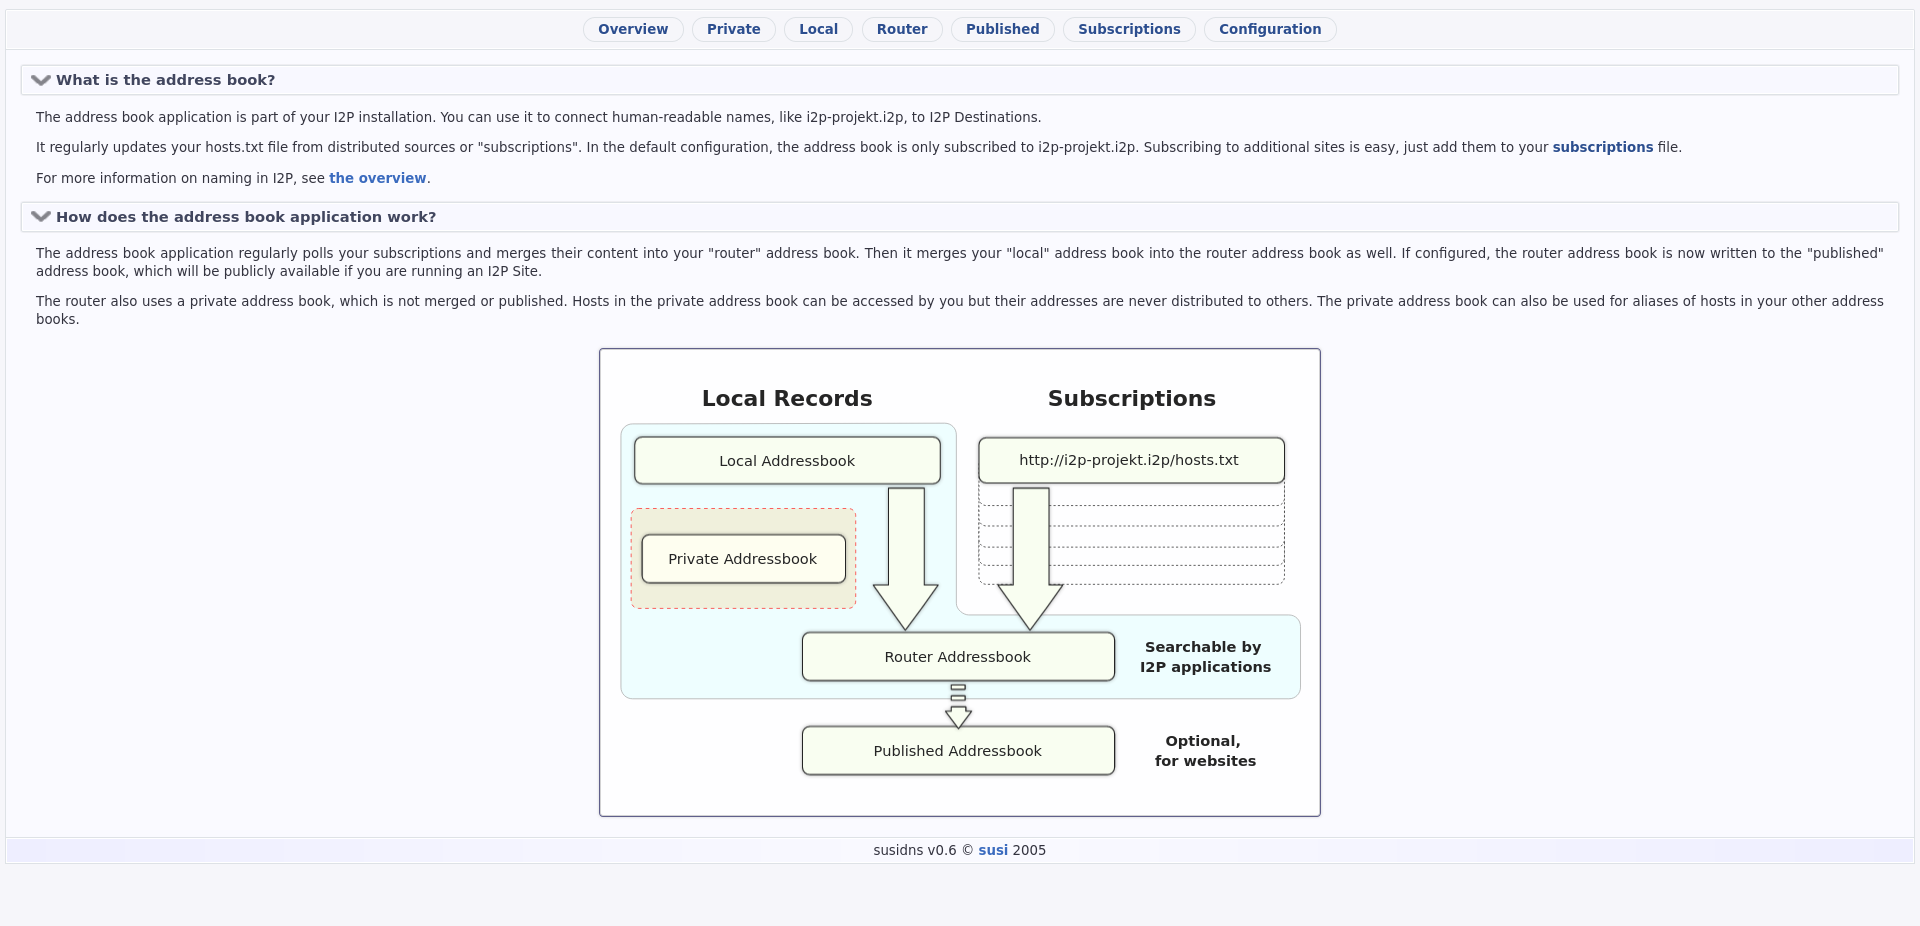 Overview Private Local Router Published Subscriptions Configuration
What is the address book?
The address book application is part of your I2P installation. You can use it to connect human-readable names, like i2p-projekt.i2p, to I2P Destinations.
It regularly updates your hosts.txt file from distributed sources or "subscriptions". In the default configuration, the address book is only subscribed to i2p-projekt.i2p. Subscribing to additional sites is easy, just add them to your subscriptions file.
For more information on naming in I2P, see the overview.
How does the address book application work?
The address book application regularly polls your subscriptions and merges their content into your "router" address book. Then it merges your "local" address book into the router address book as well. If configured, the router address book is now written to the "published"
address book, which will be publicly available if you are running an I2P Site.
The router also uses a private address book, which is not merged or published. Hosts in the private address book can be accessed by you but their addresses are never distributed to others. The private address book can also be used for aliases of hosts in your other address
books.
Local Records
Subscriptions
Local Addressbook
http://i2p-projekt.i2p/hosts.txt
Private Addressbook
Router Addressbook
Searchable by
I2P applications
Published Addressbook
Optional,
for websites
susidns v0.6 © susi 2005